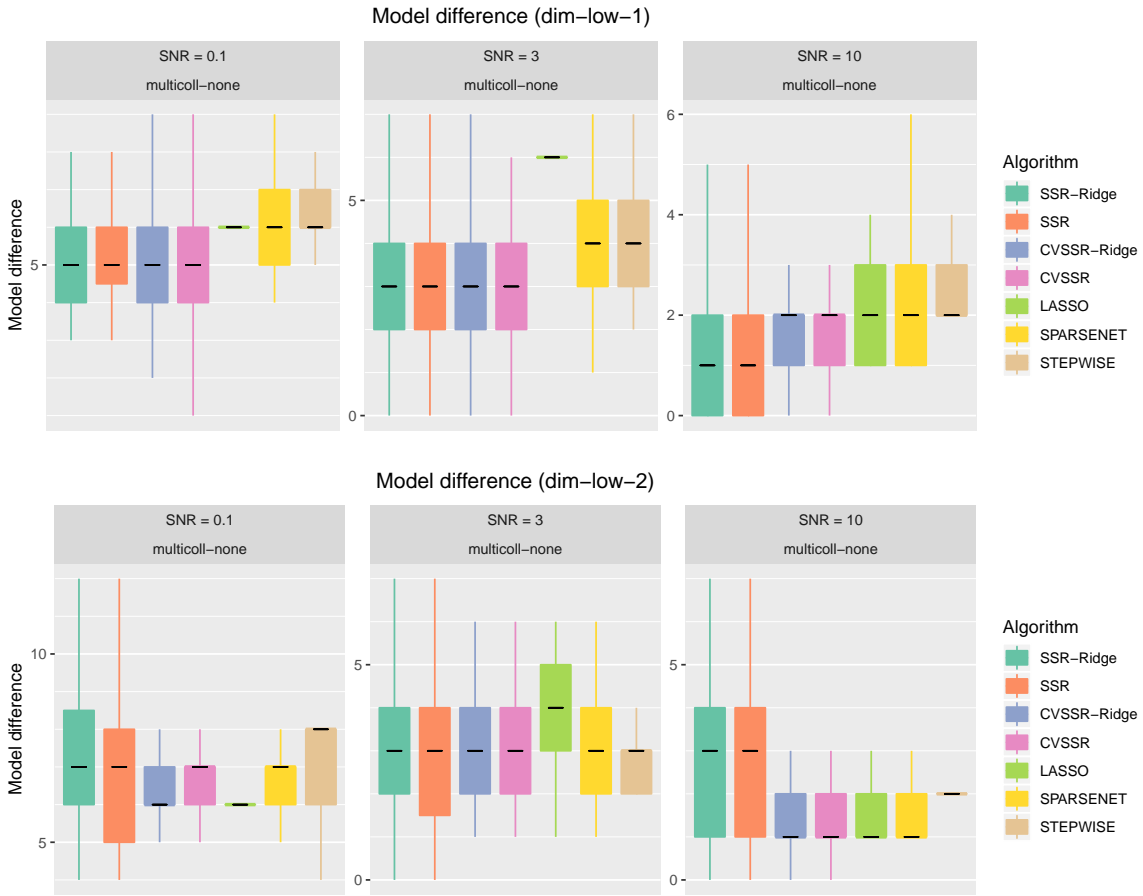 Model difference (dim−low−1)
SNR = 0.1
multicoll−none
SNR = 3
multicoll−none
SNR = 10
multicoll−none
Model difference
5
5
0
6
4
2
0
Algorithm
SSR−Ridge
SSR
CVSSR−Ridge
CVSSR
LASSO
SPARSENET
STEPWISE
Model difference (dim−low−2)
SNR = 0.1
multicoll−none
SNR = 3
multicoll−none
SNR = 10
multicoll−none
Model difference
10
5
5
0
5
0
Algorithm
SSR−Ridge
SSR
CVSSR−Ridge
CVSSR
LASSO
SPARSENET
STEPWISE